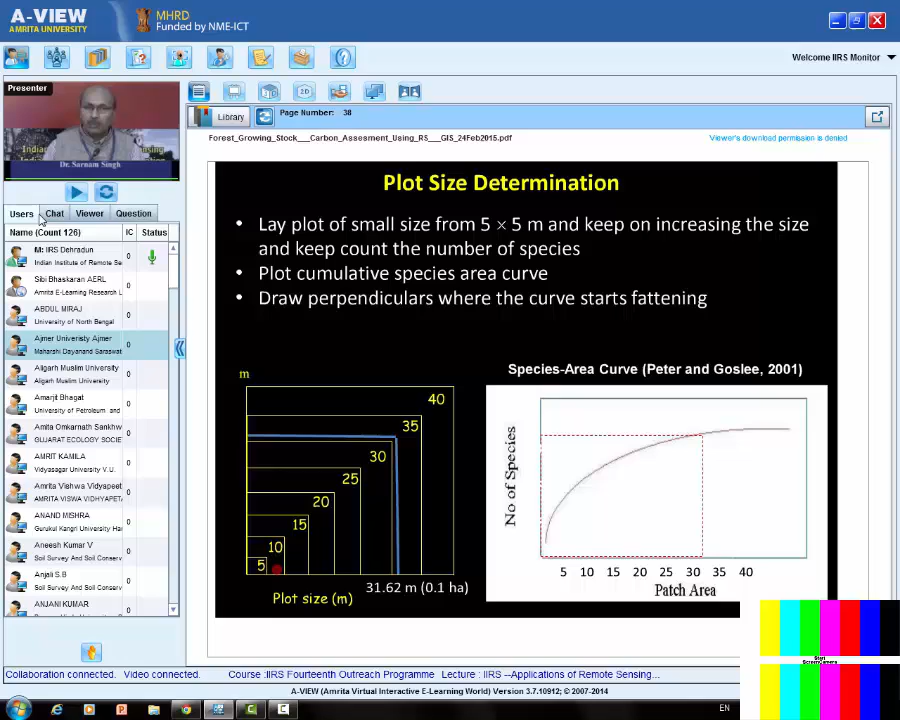 A-VIEW
AMRITA UNIVERSITY
MHRD
Funded by NME-ICT
Welcome IIRS Monitor
Presenter
Dr. Sarnam Singh
Library
Page Number: 38
Forest_Growing_Stock___Carbon_Assesment_Using_RS___GIS_24Feb2015.pdf
Viewer's download permission is denied
Users
Chat
Viewer
Question
Name (Count 126)
IC
Status
M: IIRS Dehradun
Indian Institute of Remote Se
0
Sibi Bhaskaran AERL
Amrita E-Learning Research L
0
ABDUL MIRAJ
University of North Bengal
0
Ajmer Univeristy Ajmer
Maharshi Dayanand Saraswat
0
Aligarh Muslim University
Aligarh Muslim University
0
Amarjit Bhagat
University of Petroleum and
0
Amita Omkarnath Sankhw
GUJARAT ECOLOGY SOCIE
0
AMRIT KAMILA
Vidyasagar University V.U.
0
Amrita Vishwa Vidyapeet
AMRITA VISWA VIDHYAPET
0
ANAND MISHRA
Gurukul Kangri University Har
0
Aneesh Kumar V
Soil Survey And Soil Conserv
0
Anjali S.B
Soil Survey And Soil Conserv
0
ANJANI KUMAR
0
Plot Size Determination
• Lay plot of small size from 5 × 5 m and keep on increasing the size
and keep count the number of species
• Plot cumulative species area curve
• Draw perpendiculars where the curve starts fattening
m
40
35
30
25
20
15
10
5
31.62 m (0.1 ha)
Plot size (m)
Species-Area Curve (Peter and Goslee, 2001)
No of Species
5 10 15 20 25 30 35 40
Patch Area
Start
ScreenCamera
Collaboration connected. Video connected.
Course :IIRS Fourteenth Outreach Programme Lecture : IIRS --Applications of Remote Sensing...
A-VIEW (Amrita Virtual Interactive E-Learning World) Version 3.7.10912; © 2007-2014
EN